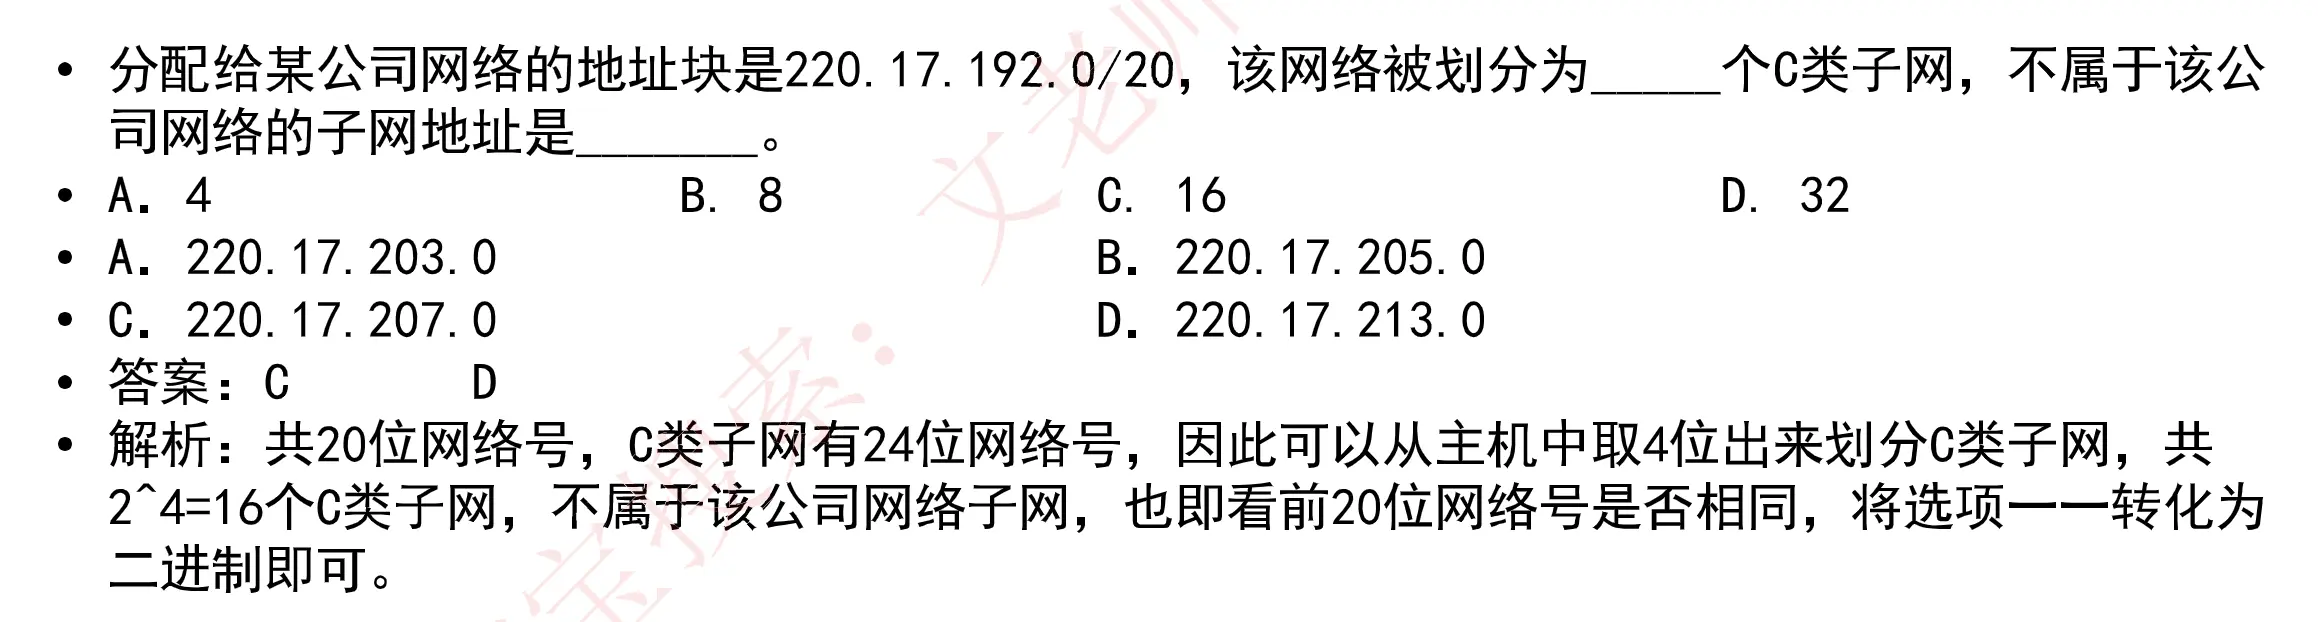 • 分配给某公司网络的地址块是220.17.192.0/20，该网络被划分为_____个C类子网，不属于该公
司网络的子网地址是_______。
• A. 4 B. 8 C. 16 D. 32
• A. 220.17.203.0 B. 220.17.205.0
• C. 220.17.207.0 D. 220.17.213.0
• 答案：C D
• 解析：共20位网络号，C类子网有24位网络号，因此可以从主机中取4位出来划分C类子网，共
2^4=16个C类子网，不属于该公司网络子网，也即看前20位网络号是否相同，将选项一一转化为
二进制即可。
宝搜索：文老师